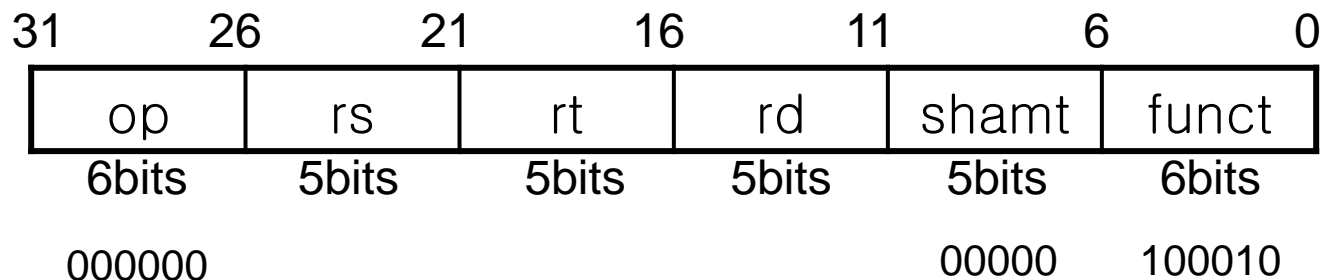 31 26 21 16 11 6 0
op rs rt rd shamt funct
6bits 5bits 5bits 5bits 5bits 6bits
000000 00000 100010